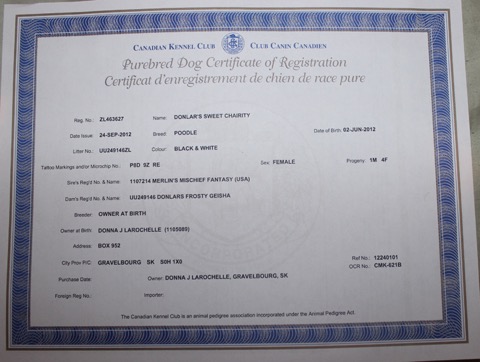 CANADIAN KENNEL CLUB CLUB CANIN CANADIEN
Purebred Dog Certificate of Registration
Certificat d'enregistrement de chien de race pure
Reg. No.: ZL463627 Name: DONLAR'S SWEET CHAIRITY
Date Issue: 24-SEP-2012 Breed: POODLE Date of Birth: 02-JUN-2012
Litter No.: UU249146ZL Colour: BLACK & WHITE
Tattoo Markings and/or Microchip No.: P8D 9Z RE Sex: FEMALE Progeny: 1M 4F
Sire's Reg'd No. & Name: 1107214 MERLIN'S MISCHIEF FANTASY (USA)
Dam's Reg'd No. & Name: UU249146 DONLARS FROSTY GEISHA
Breeder: OWNER AT BIRTH
Owner at Birth: DONNA J LAROCHELLE (1105089)
Address: BOX 952
City Prov P/C: GRAVELBOURG SK S0H 1X0 Ref No.: 12240101
OCR No.: CMK-621B
Purchase Date: Owner: DONNA J LAROCHELLE, GRAVELBOURG, SK
Foreign Reg No.: Importer:
The Canadian Kennel Club is an animal pedigree association incorporated under the Animal Pedigree Act